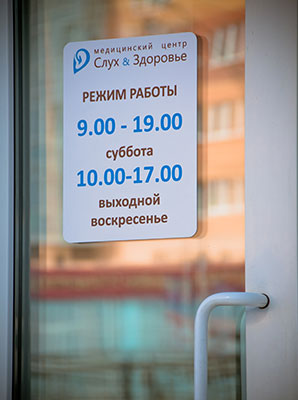 медицинский центр
Слух & Здоровье
РЕЖИМ РАБОТЫ
9.00 - 19.00
суббота
10.00-17.00
выходной
воскресенье